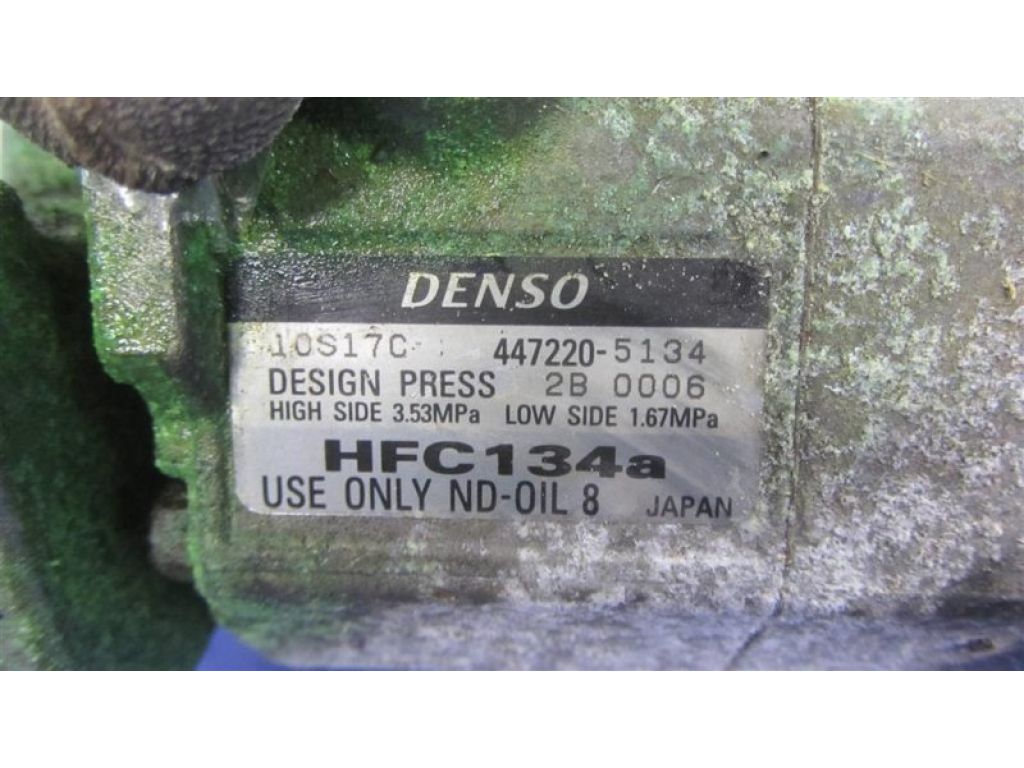 DENSO
10S17C 447220-5134
DESIGN PRESS 2B 0006
HIGH SIDE 3.53MPa LOW SIDE 1.67MPa
HFC134a
USE ONLY ND-OIL 8 JAPAN